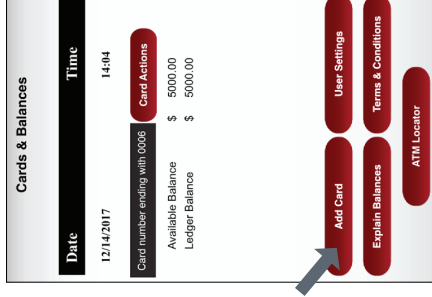 Cards & Balances
Date Time
12/14/2017 14:04
Card number ending with 0006 Card Actions
Available Balance $ 5000.00
Ledger Balance $ 5000.00
Add Card User Settings
Explain Balances Terms & Conditions
ATM Locator